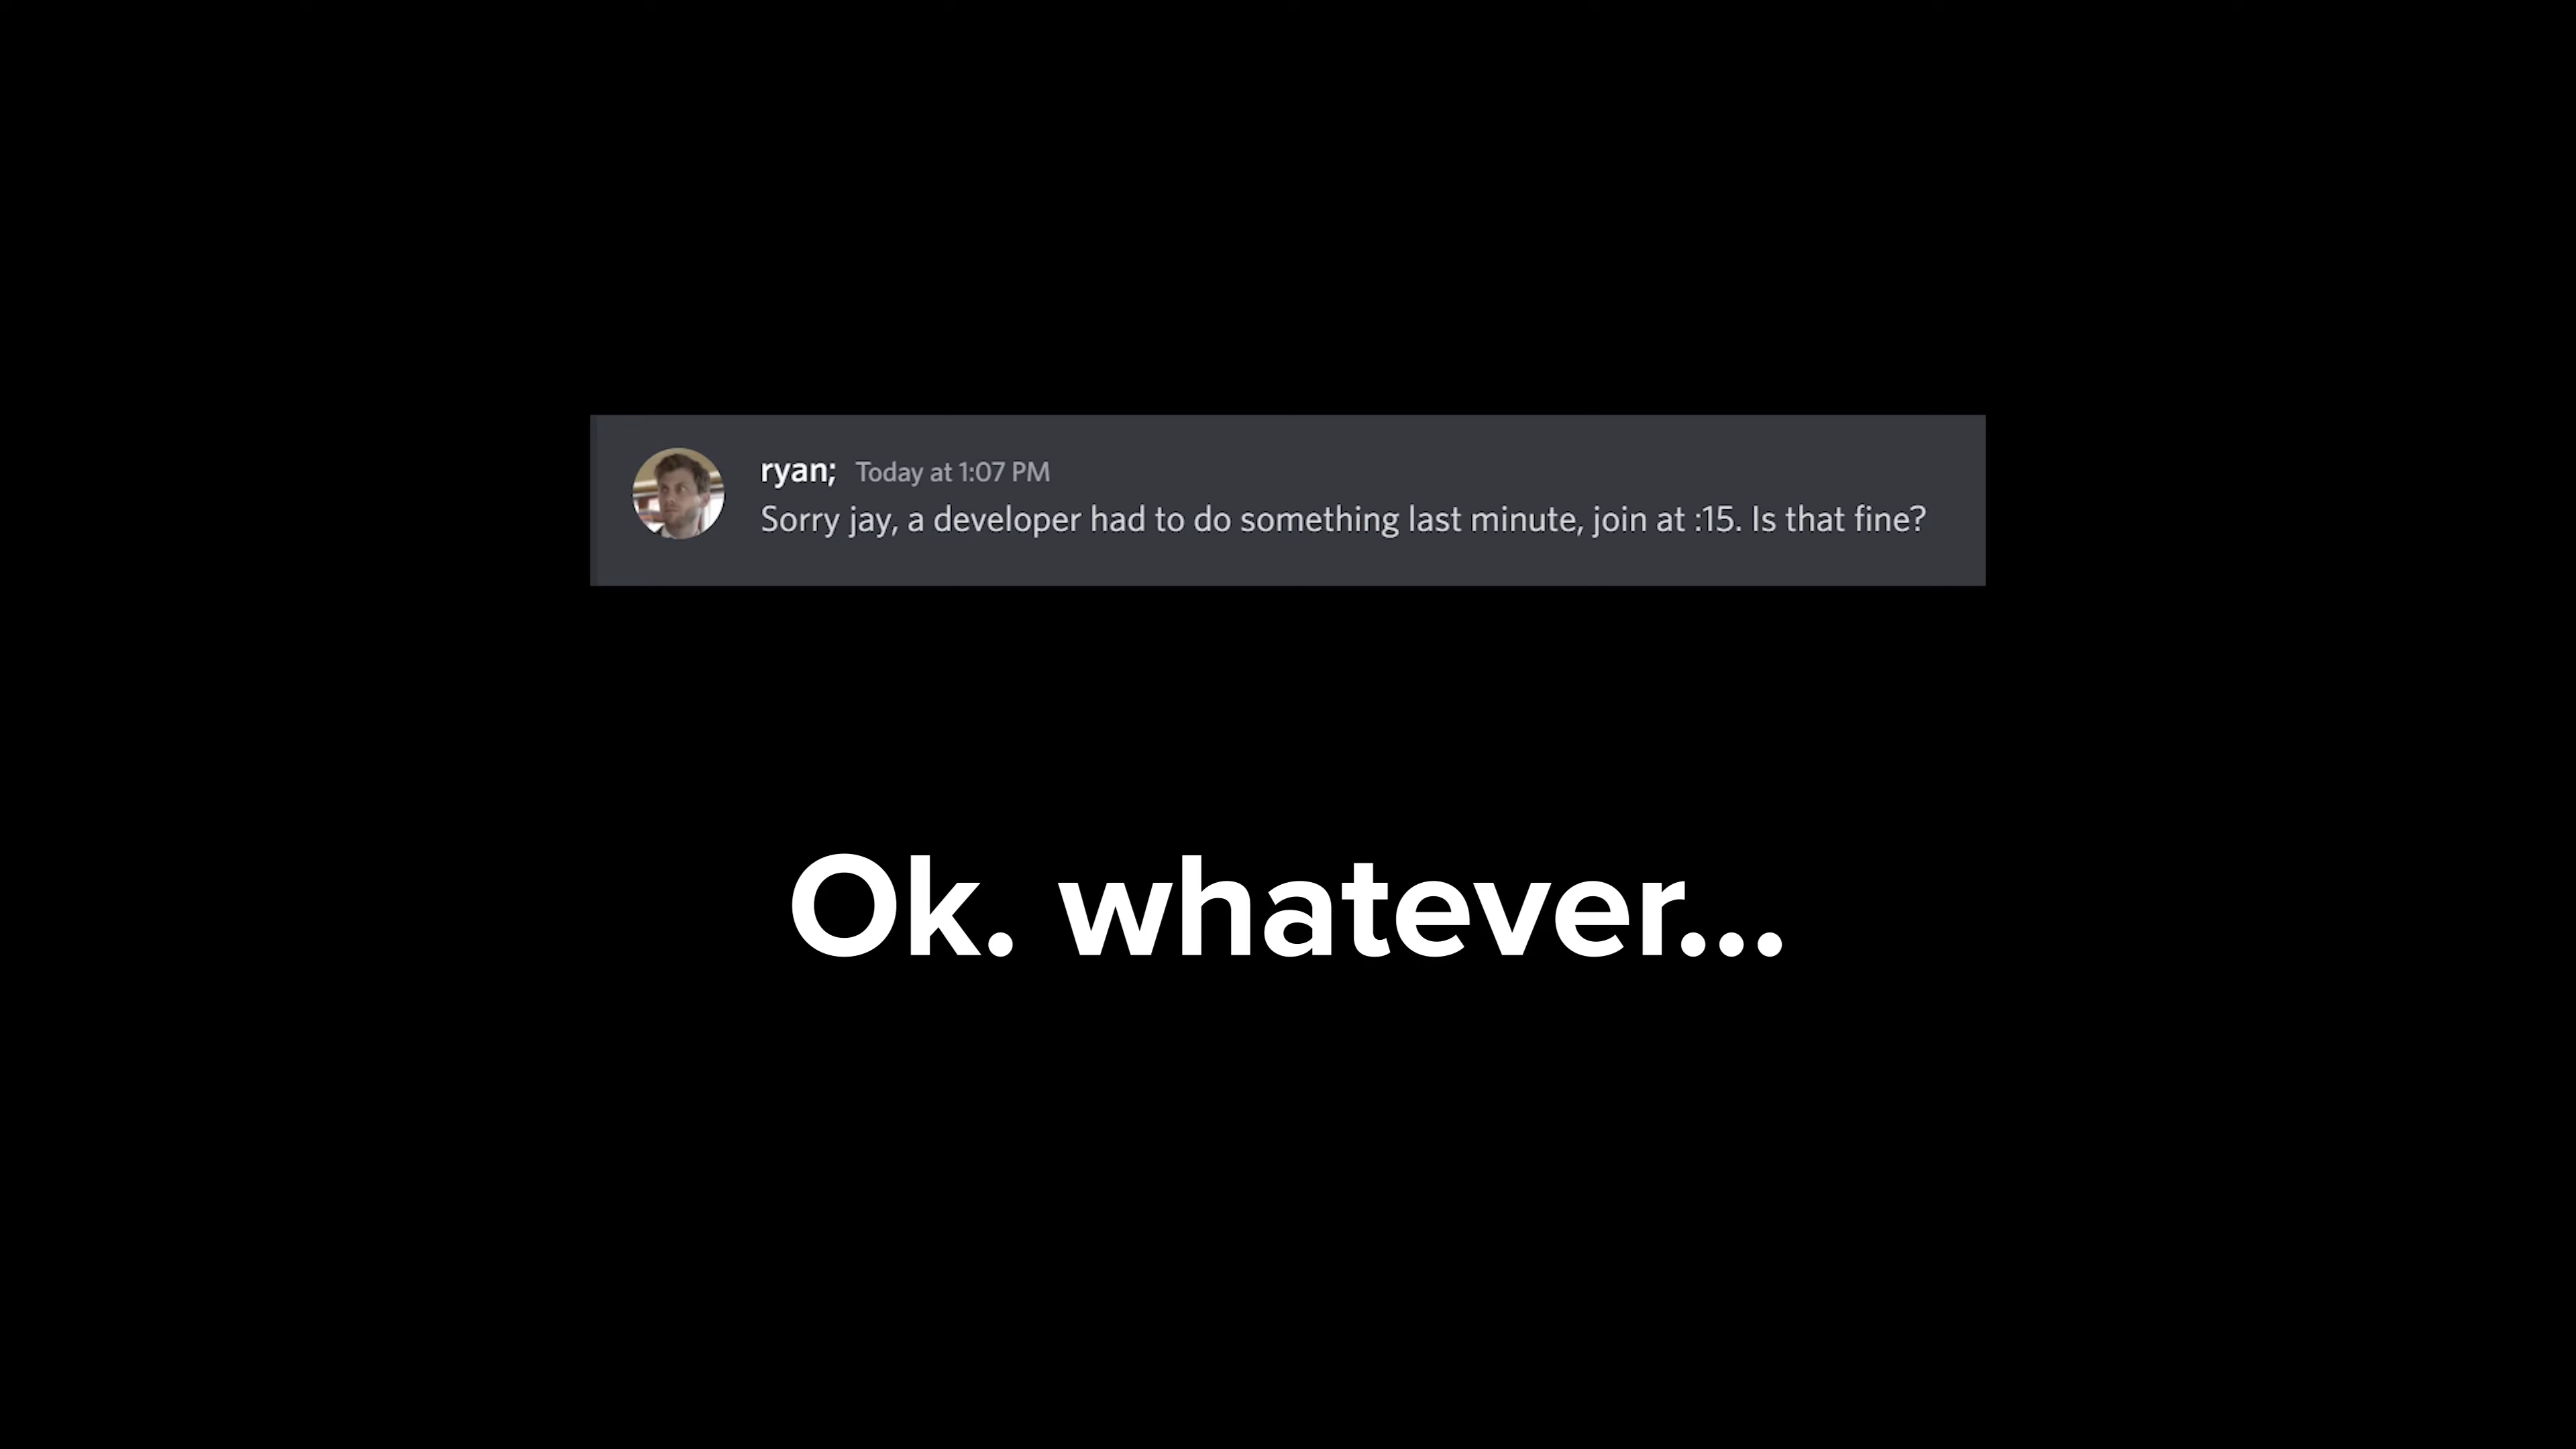 ryan; Today at 1:07 PM
Sorry jay, a developer had to do something last minute, join at :15. Is that fine?
Ok. whatever...